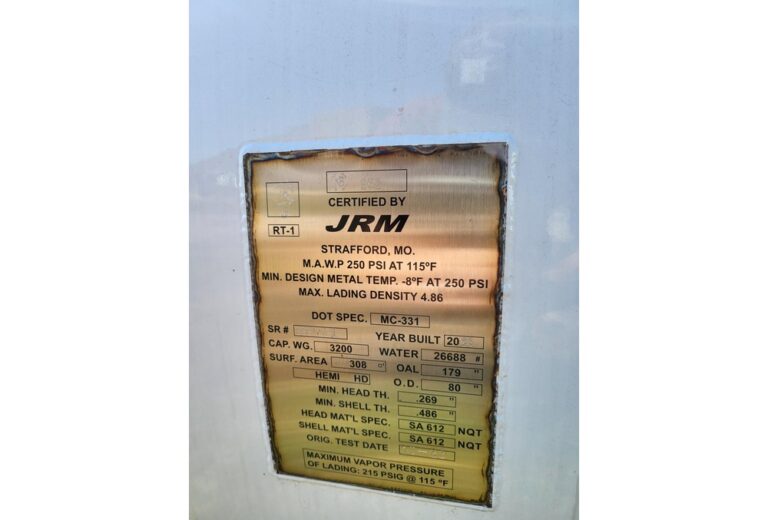 CERTIFIED BY
JRM
RT-1
STRAFFORD, MO.
M.A.W.P 250 PSI AT 115ºF
MIN. DESIGN METAL TEMP. -8ºF AT 250 PSI
MAX. LADING DENSITY 4.86
DOT SPEC. MC-331
SR # YEAR BUILT 20
CAP. WG. 3200 WATER 26688 #
SURF. AREA 308 OAL 179 "
HEMI HD O.D. 80 "
MIN. HEAD TH. .269 "
MIN. SHELL TH. .486 "
HEAD MAT'L SPEC. SA 612 NQT
SHELL MAT'L SPEC. SA 612 NQT
ORIG. TEST DATE
MAXIMUM VAPOR PRESSURE
OF LADING: 215 PSIG @ 115 ºF